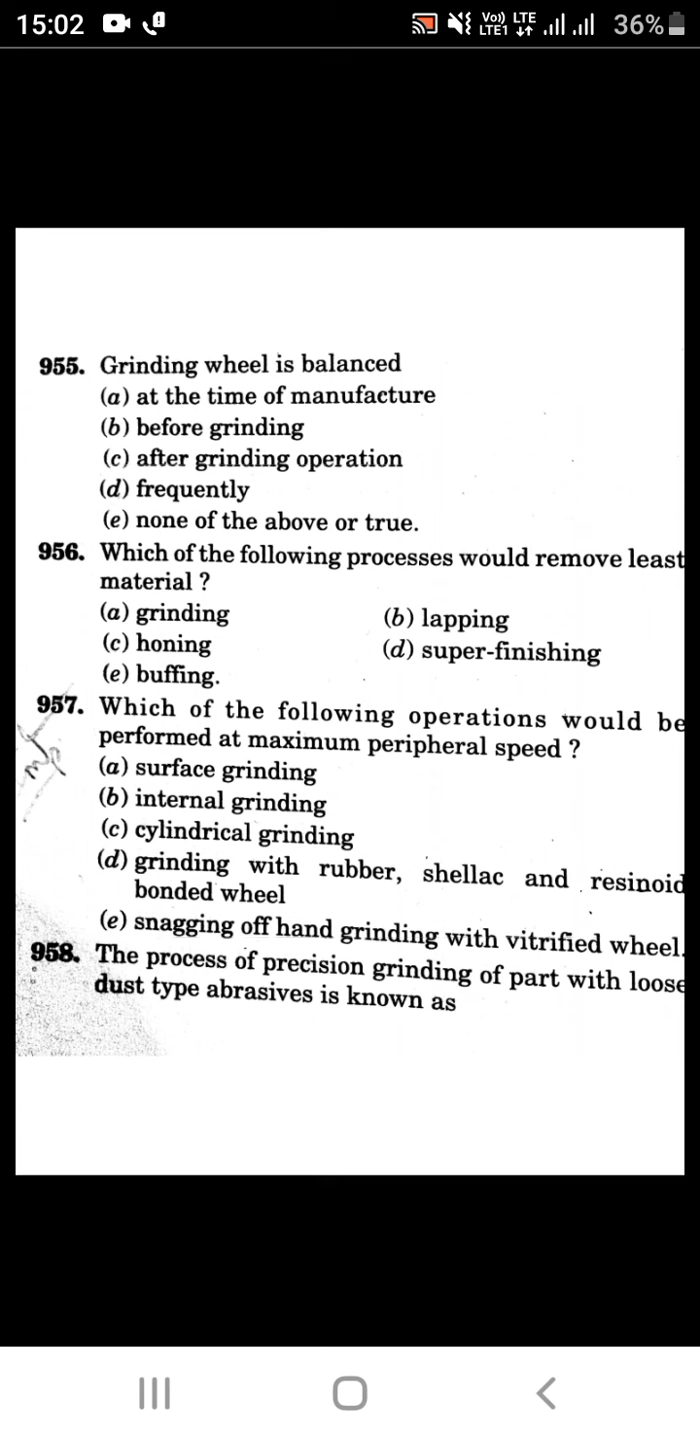 15:02
Vo)) LTE
LTE1
36%
955. Grinding wheel is balanced
(a) at the time of manufacture
(b) before grinding
(c) after grinding operation
(d) frequently
(e) none of the above or true.
956. Which of the following processes would remove least
material ?
(a) grinding (b) lapping
(c) honing (d) super-finishing
(e) buffing.
957. Which of the following operations would be
performed at maximum peripheral speed ?
(a) surface grinding
(b) internal grinding
(c) cylindrical grinding
(d) grinding with rubber, shellac and resinoid
bonded wheel
(e) snagging off hand grinding with vitrified wheel.
958. The process of precision grinding of part with loose
dust type abrasives is known as